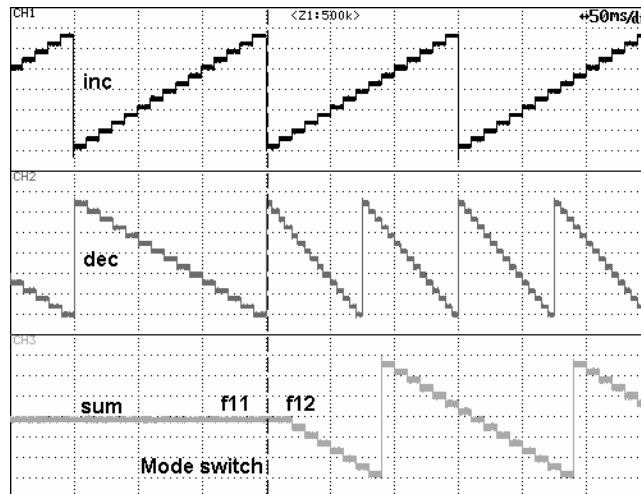 CH1 <Z1:500k> ↔50ms/d
inc
CH2
dec
CH3
sum f11 f12
Mode switch